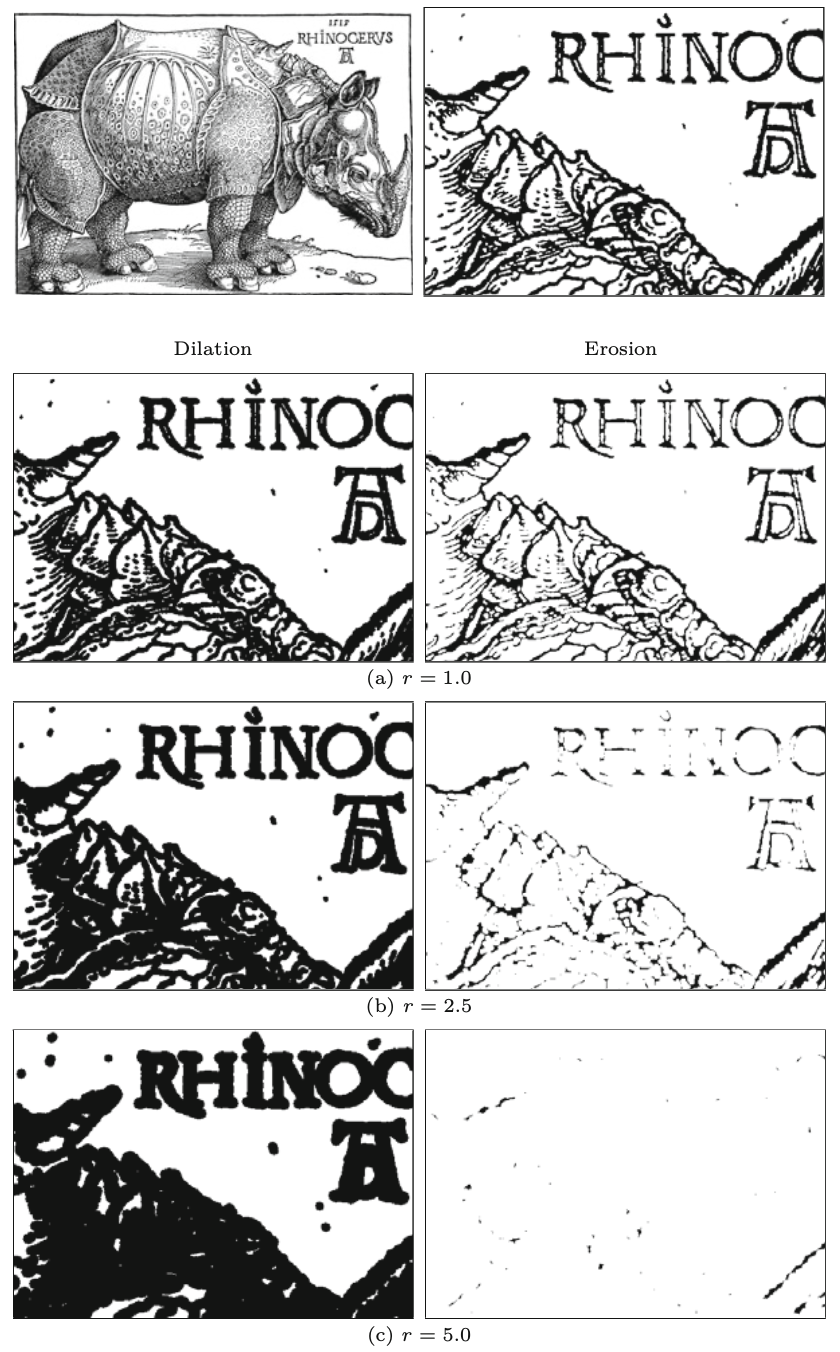 1515
RHINOCERVS
AD
RHINOC
AD
Dilation
Erosion
RHINOC
AD
RHINOC
AD
(a) r = 1.0
RHINOC
AD
RHINOC
AD
(b) r = 2.5
RHINOC
AD
(c) r = 5.0